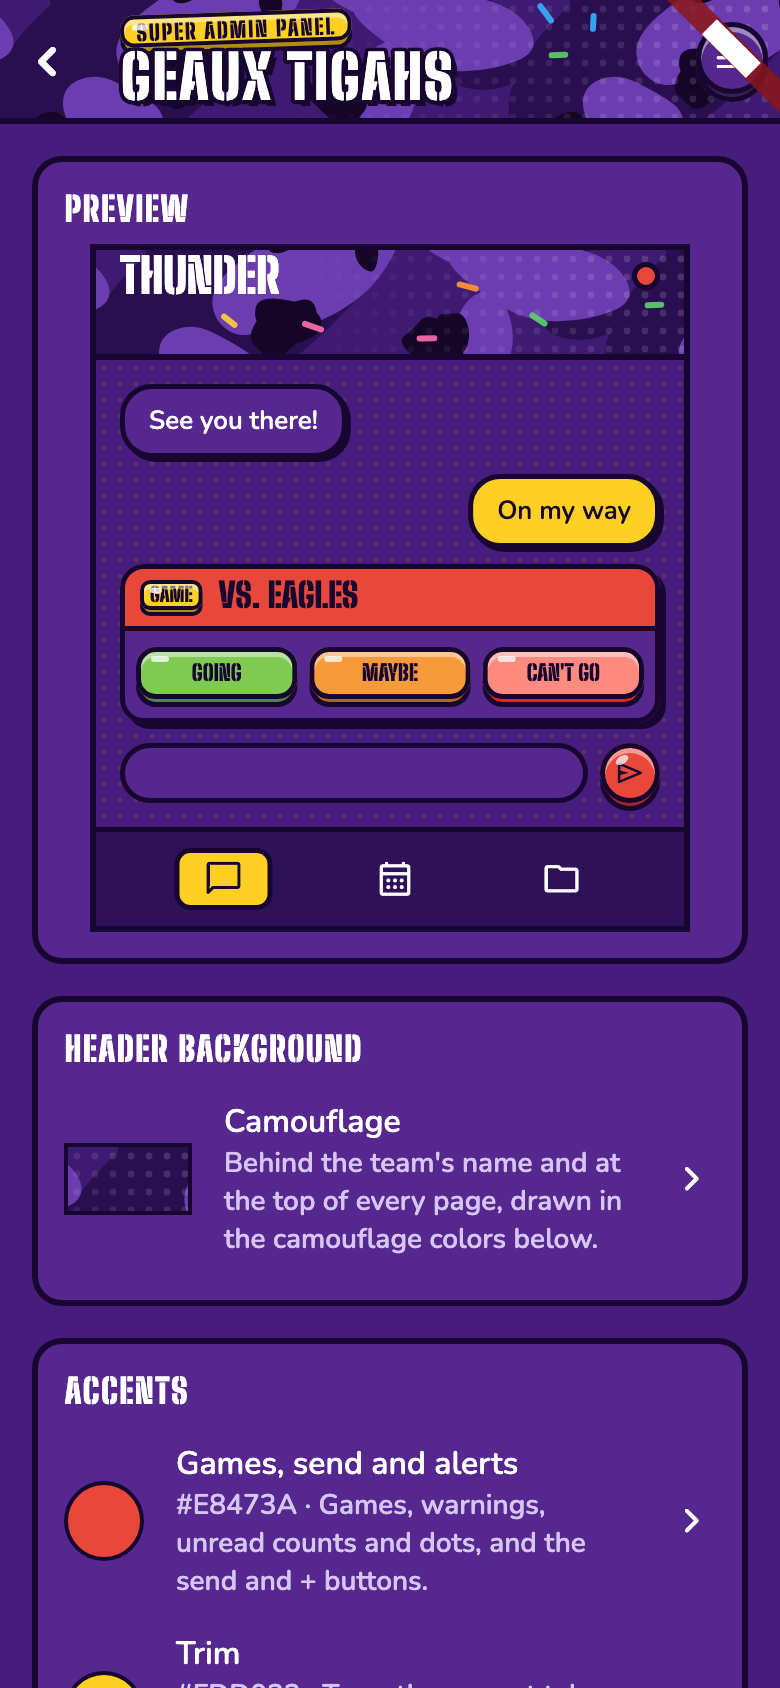 SUPER ADMIN PANEL
GEAUX TIGAHS
PREVIEW
THUNDER
See you there!
On my way
GAME VS. EAGLES
GOING MAYBE CAN'T GO
HEADER BACKGROUND
Camouflage
Behind the team's name and at
the top of every page, drawn in
the camouflage colors below.
ACCENTS
Games, send and alerts
#E8473A · Games, warnings,
unread counts and dots, and the
send and + buttons.
Trim